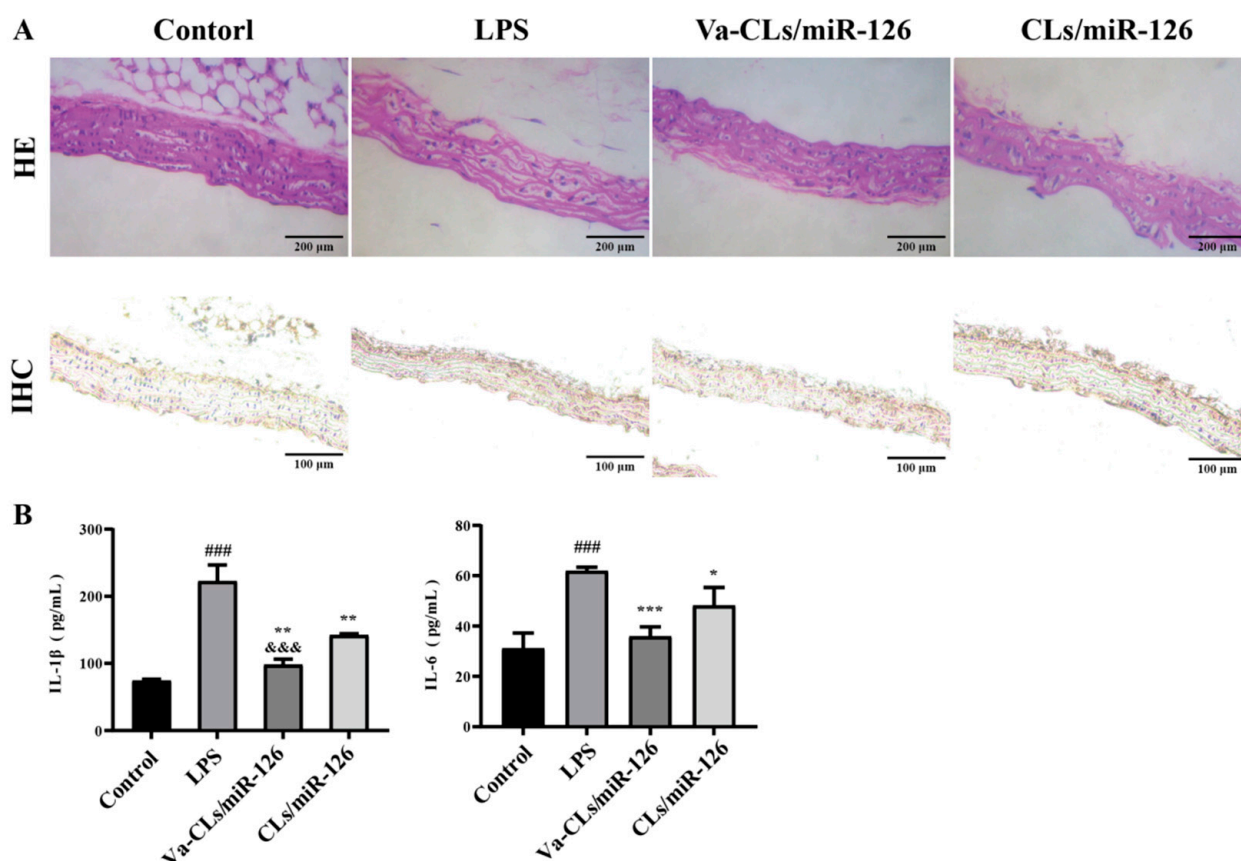 A
Contorl LPS Va-CLs/miR-126 CLs/miR-126
HE
200 μm 200 μm 200 μm 200 μm
IHC
100 μm 100 μm 100 μm 100 μm
B
IL-1β ( pg/mL )
300
200
100
0
###
**
&&&
**
Control LPS Va-CLs/miR-126 CLs/miR-126
IL-6 ( pg/mL )
80
60
40
20
0
###
***
*
Control LPS Va-CLs/miR-126 CLs/miR-126